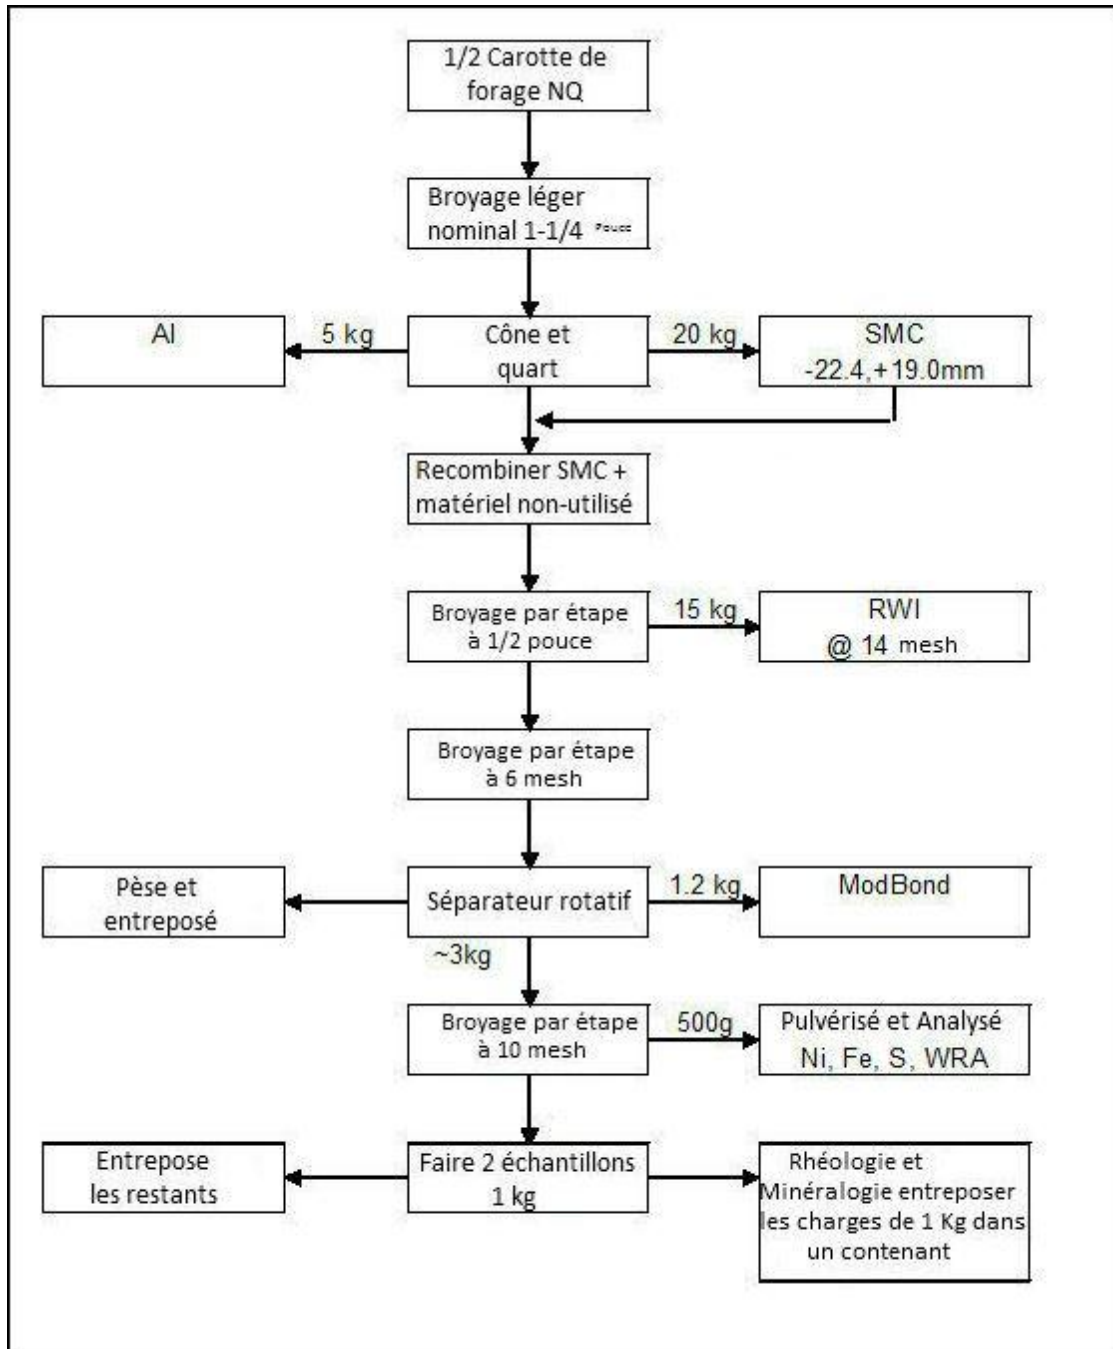 1/2 Carotte de
forage NQ
Broyage léger
nominal 1-1/4 Pouce
AI
5 kg
Cône et
quart
20 kg
SMC
-22.4,+19.0mm
Recombiner SMC +
matériel non-utilisé
Broyage par étape
à 1/2 pouce
15 kg
RWI
@ 14 mesh
Broyage par étape
à 6 mesh
Pèse et
entreposé
Séparateur rotatif
1.2 kg
ModBond
~3kg
Broyage par étape
à 10 mesh
500g
Pulvérisé et Analysé
Ni, Fe, S, WRA
Entrepose
les restants
Faire 2 échantillons
1 kg
Rhéologie et
Minéralogie entreposer
les charges de 1 Kg dans
un contenant